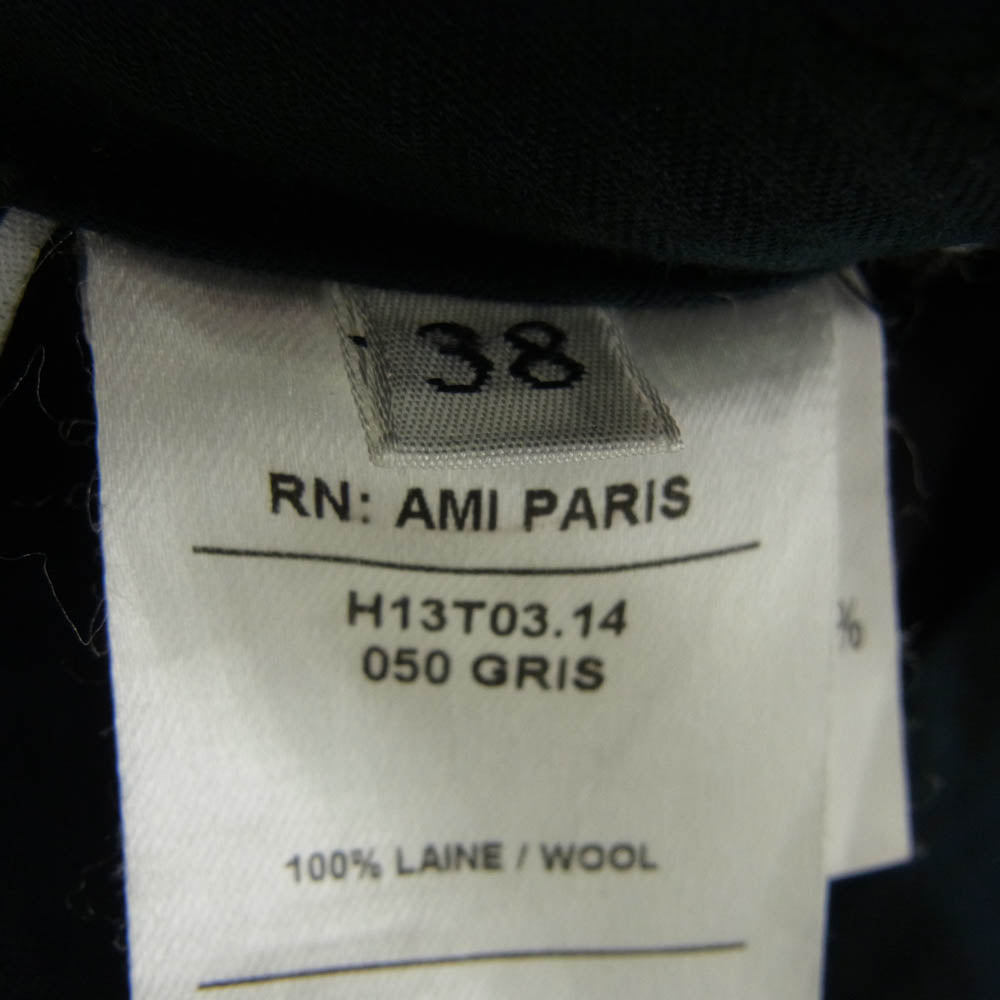 38
RN: AMI PARIS
H13T03.14
050 GRIS
%
100% LAINE / WOOL